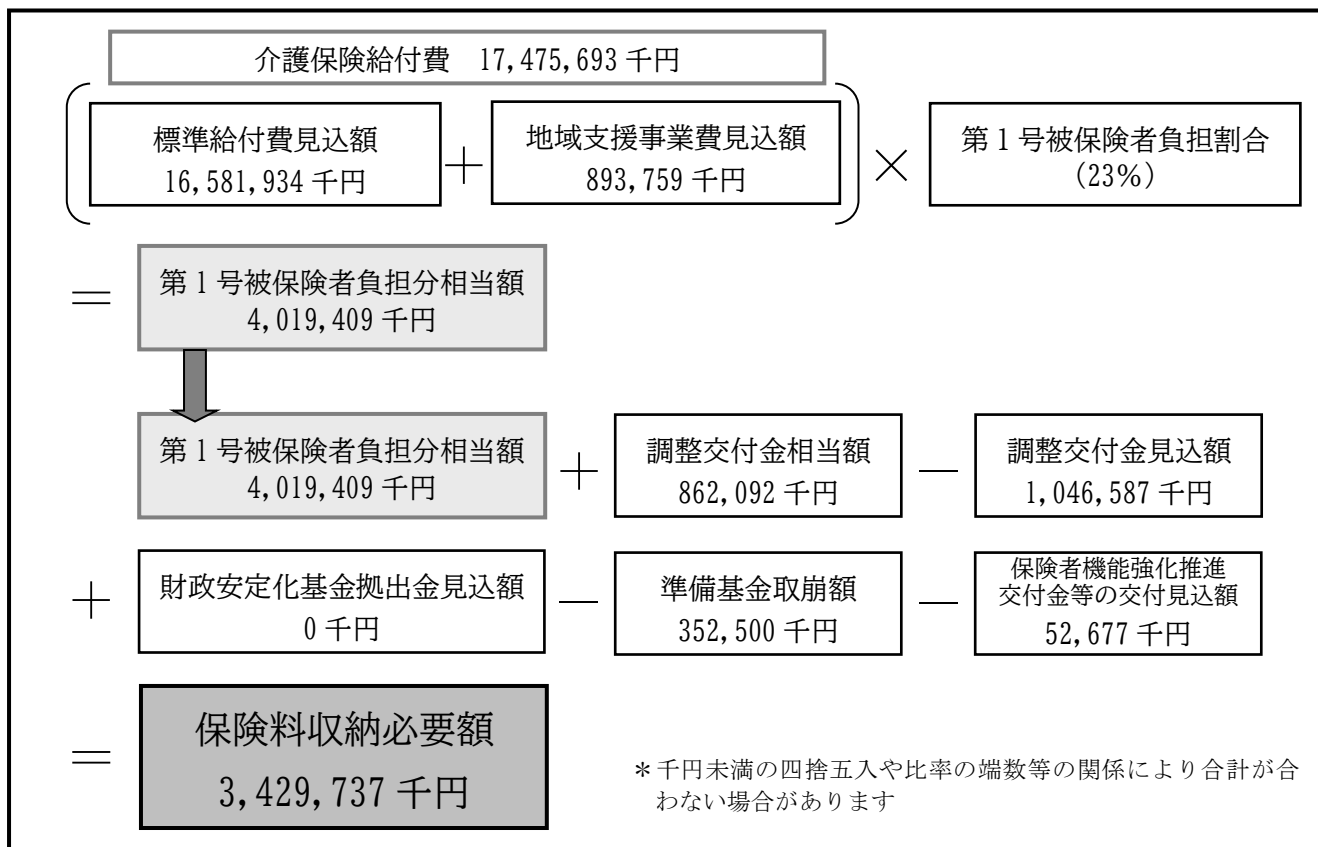 介護保険給付費　17,475,693 千円
標準給付費見込額
16,581,934 千円
＋
地域支援事業費見込額
893,759 千円
×
第１号被保険者負担割合
（23％）
＝
第１号被保険者負担分相当額
4,019,409 千円
第１号被保険者負担分相当額
4,019,409 千円
＋
調整交付金相当額
862,092 千円
－
調整交付金見込額
1,046,587 千円
＋
財政安定化基金拠出金見込額
0 千円
－
準備基金取崩額
352,500 千円
－
保険者機能強化推進
交付金等の交付見込額
52,677 千円
＝
保険料収納必要額
3,429,737 千円
＊千円未満の四捨五入や比率の端数等の関係により合計が合
わない場合があります